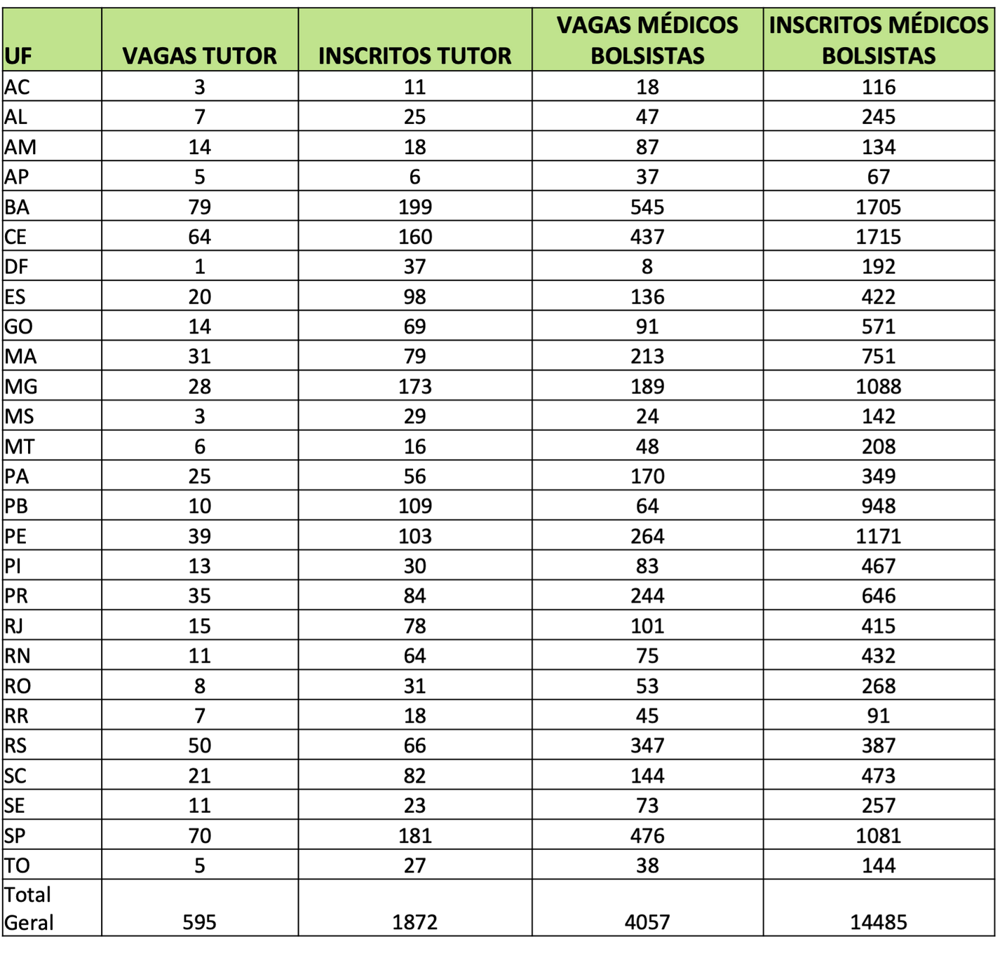 UF VAGAS TUTOR INSCRITOS TUTOR VAGAS MÉDICOS BOLSISTAS INSCRITOS MÉDICOS BOLSISTAS
AC 3 11 18 116
AL 7 25 47 245
AM 14 18 87 134
AP 5 6 37 67
BA 79 199 545 1705
CE 64 160 437 1715
DF 1 37 8 192
ES 20 98 136 422
GO 14 69 91 571
MA 31 79 213 751
MG 28 173 189 1088
MS 3 29 24 142
MT 6 16 48 208
PA 25 56 170 349
PB 10 109 64 948
PE 39 103 264 1171
PI 13 30 83 467
PR 35 84 244 646
RJ 15 78 101 415
RN 11 64 75 432
RO 8 31 53 268
RR 7 18 45 91
RS 50 66 347 387
SC 21 82 144 473
SE 11 23 73 257
SP 70 181 476 1081
TO 5 27 38 144
Total
Geral 595 1872 4057 14485